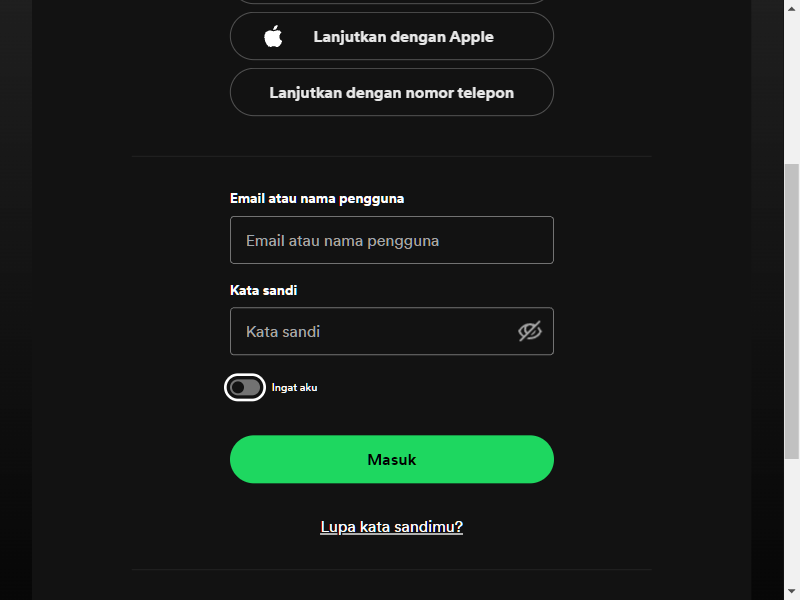 Lanjutkan dengan Apple
Lanjutkan dengan nomor telepon
Email atau nama pengguna
Email atau nama pengguna
Kata sandi
Kata sandi
Ingat aku
Masuk
Lupa kata sandimu?